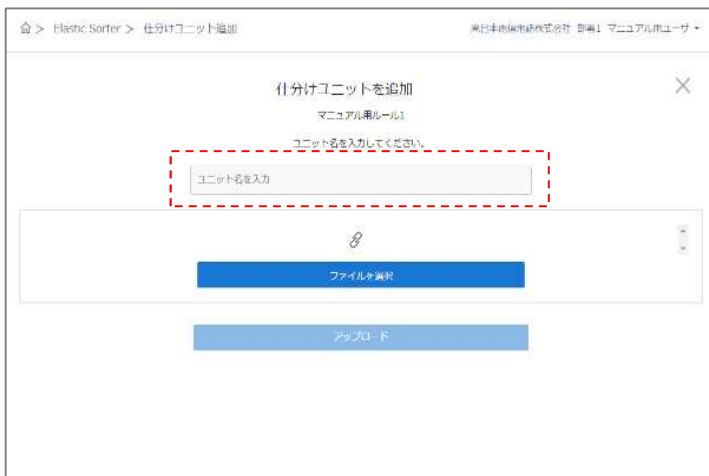 > Elastic Sorter > 仕分けユニット追加
東日本電信電話株式会社 部署1 マニュアル用ユーザ
仕分けユニットを追加
マニュアル用ルール1
ユニット名を入力してください。
ユニット名を入力
ファイルを選択
アップロード